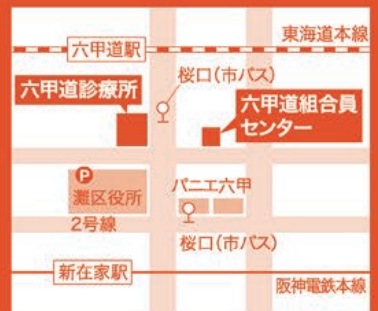 東海道本線
六甲道駅
桜口(市バス)
六甲道診療所
六甲道組合員
センター
P
灘区役所
パニエ六甲
2号線
桜口(市バス)
新在家駅
阪神電鉄本線